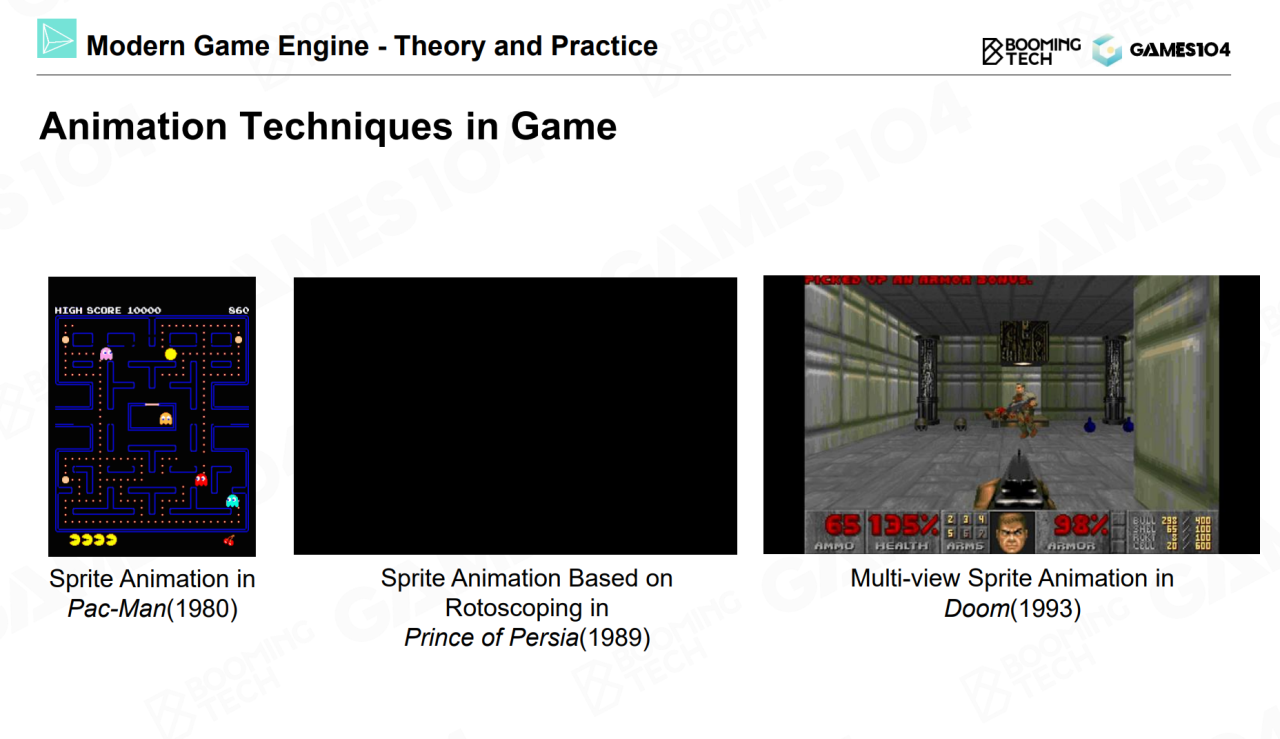 Modern Game Engine - Theory and Practice
BOOMING
TECH
GAMES104
Animation Techniques in Game
HIGH SCORE 10000 860
PICKED UP AN ARMOR BONUS.
65 135% 2 3 4 98% BULL 298 / 400
5 6 7 SHEL 65 / 100
RCKT 8 / 100
AMMO HEALTH ARMS ARMOR CELL 20 / 600
Sprite Animation in
Pac-Man(1980)
Sprite Animation Based on
Rotoscoping in
Prince of Persia(1989)
Multi-view Sprite Animation in
Doom(1993)